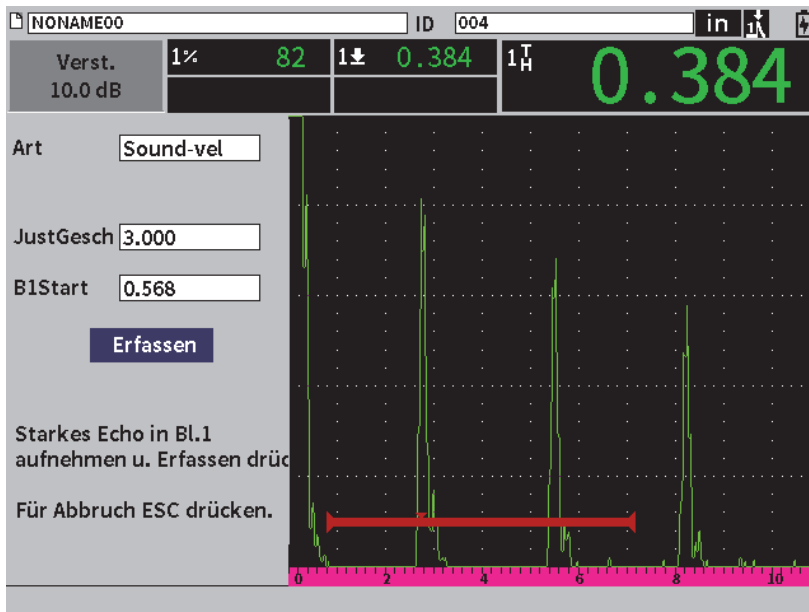 NONAME00 ID 004 in
Verst.
10.0 dB
1% 82
1 0.384
1 T H 0.384
Art Sound-vel
JustGesch 3.000
B1Start 0.568
Erfassen
Starkes Echo in Bl.1
aufnehmen u. Erfassen drüc
Für Abbruch ESC drücken.
0 2 4 6 8 10